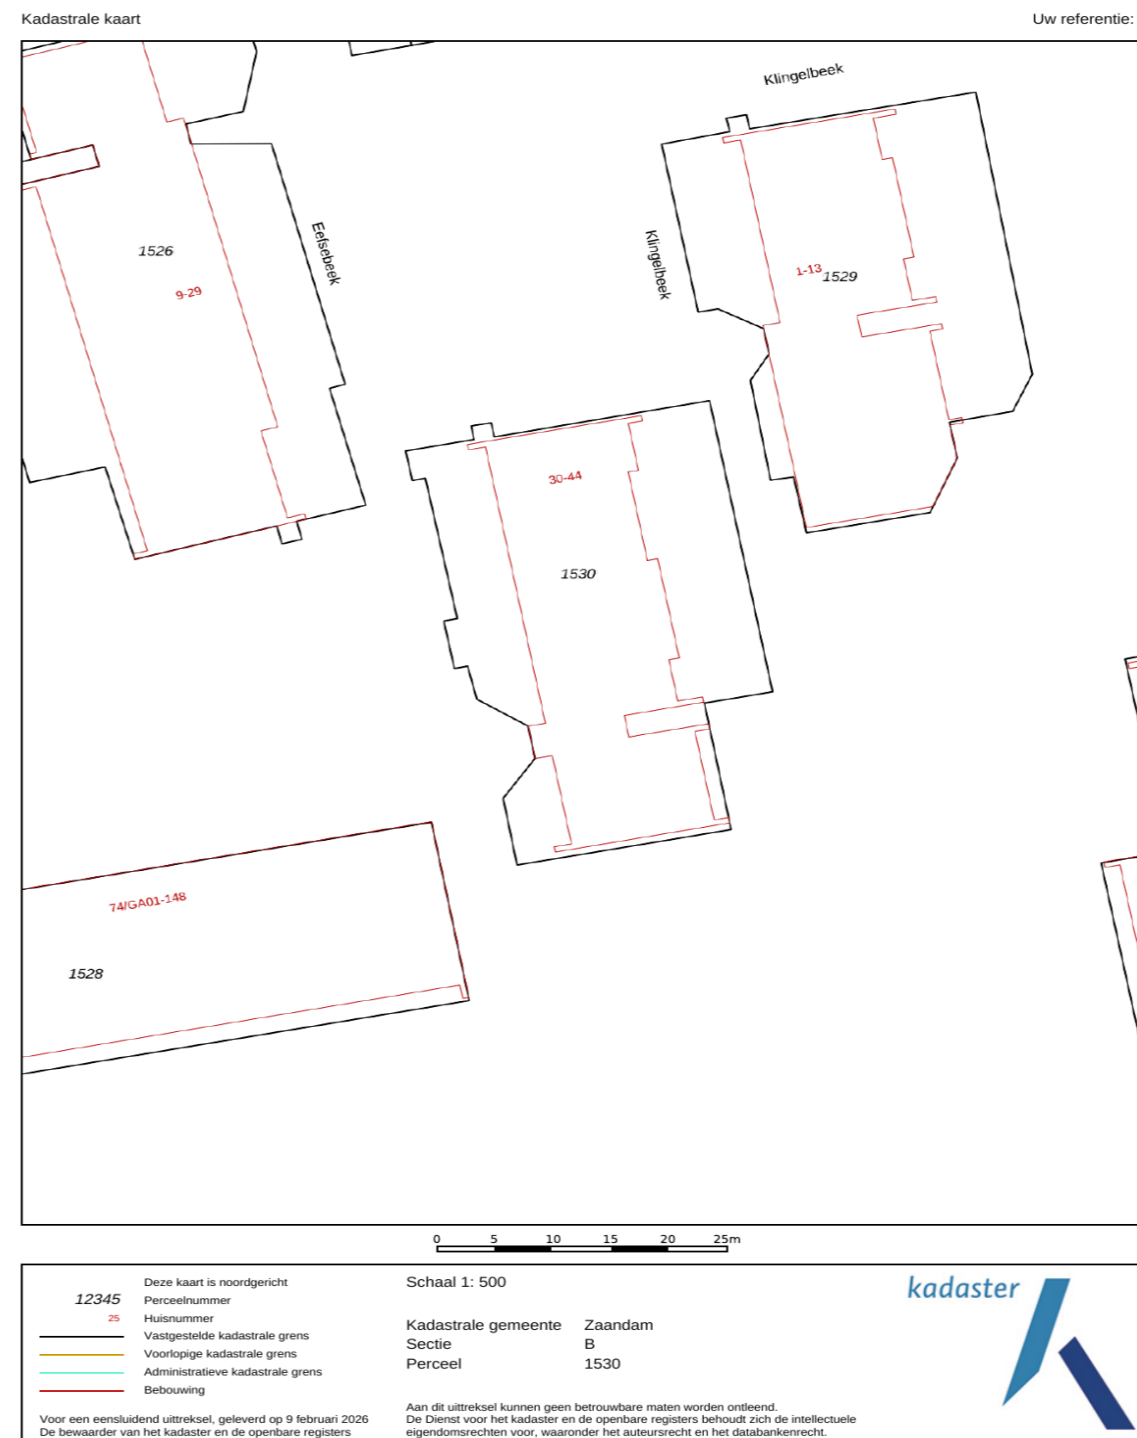 Kadastrale kaart
Uw referentie:
Klingelbeek
Eefsebeek
Klingelbeek
1526
9-29
1-13
1529
30-44
1530
74/GA01-148
1528
0 5 10 15 20 25m
Deze kaart is noordgericht
12345 Perceelnummer
25 Huisnummer
Vastgestelde kadastrale grens
Voorlopige kadastrale grens
Administratieve kadastrale grens
Bebouwing
Voor een eensluidend uittreksel, geleverd op 9 februari 2026
De bewaarder van het kadaster en de openbare registers
Schaal 1: 500
Kadastrale gemeente Zaandam
Sectie B
Perceel 1530
Aan dit uittreksel kunnen geen betrouwbare maten worden ontleend.
De Dienst voor het kadaster en de openbare registers behoudt zich de intellectuele
eigendomsrechten voor, waaronder het auteursrecht en het databankenrecht.
kadaster